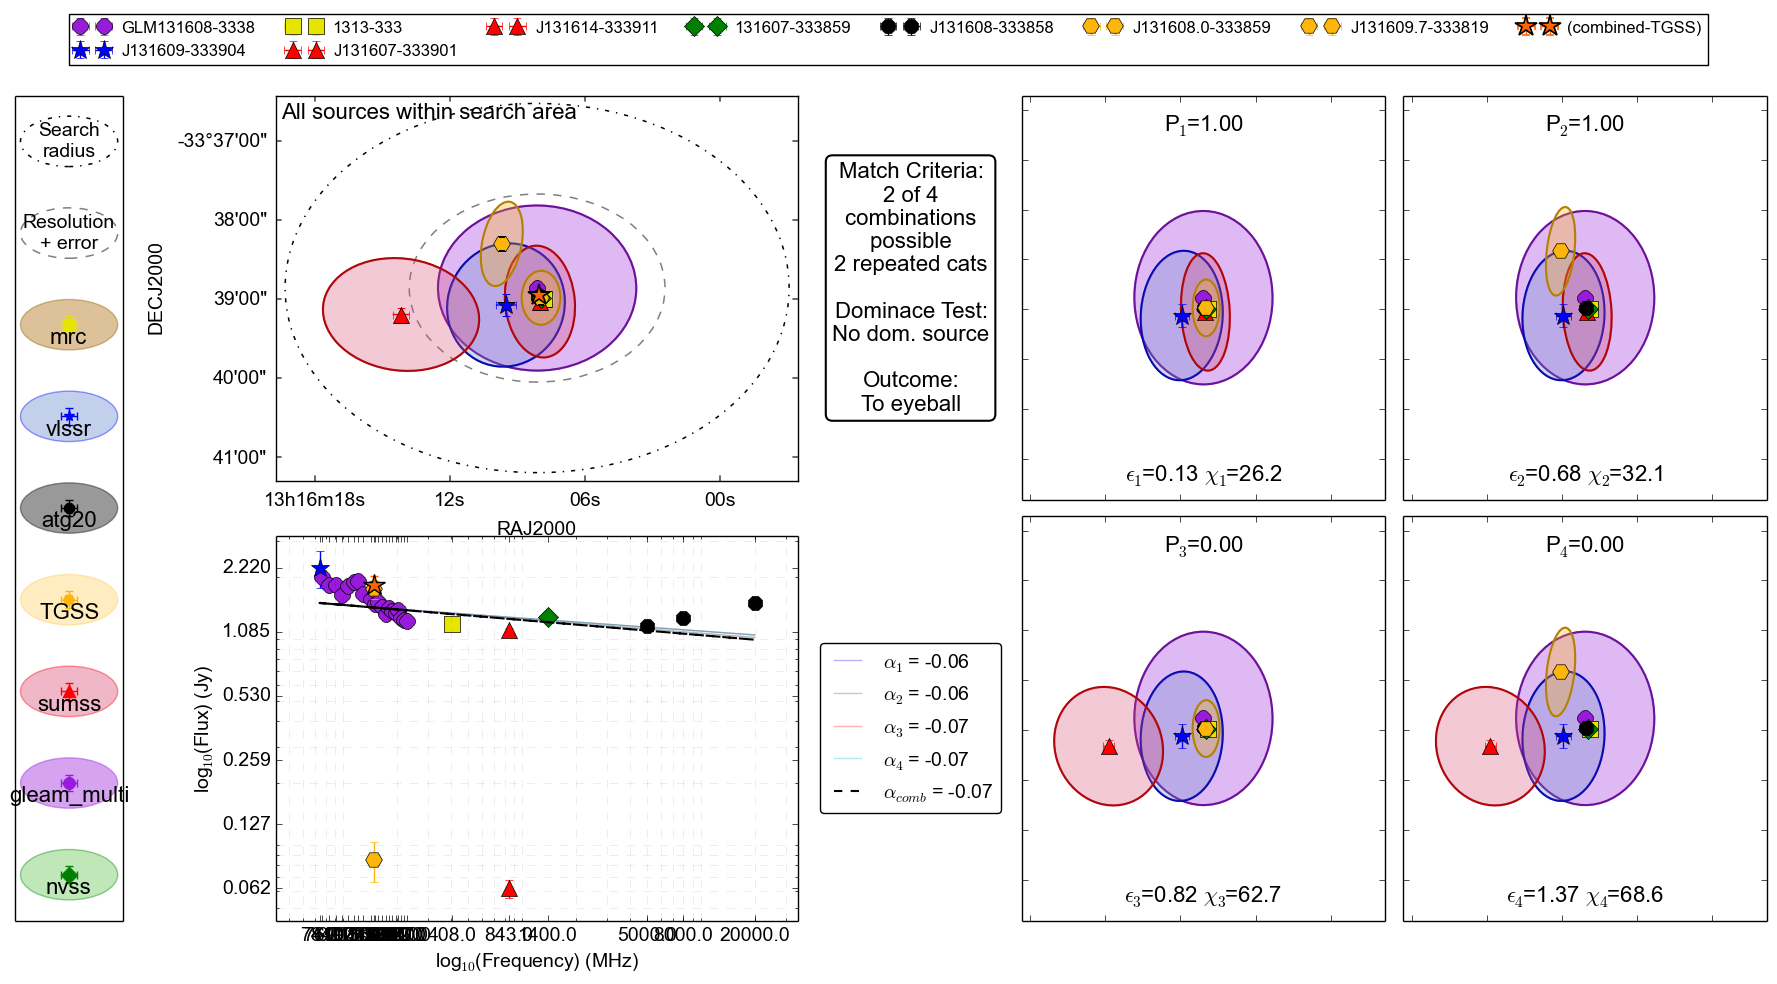 GLM131608-3338 1313-333 J131614-333911 131607-333859 J131608-333858 J131608.0-333859 J131609.7-333819 (combined-TGSS)
J131609-333904 J131607-333901
Search
radius
Resolution
+ error
mrc
vlssr
atg20
TGSS
sumss
gleam_multi
nvss
All sources within search area
DECJ2000
-33°37'00"
38'00"
39'00"
40'00"
41'00"
13h16m18s 12s 06s 00s
RAJ2000
Match Criteria:
2 of 4
combinations
possible
2 repeated cats
Dominace Test:
No dom. source
Outcome:
To eyeball
P1=1.00
ϵ1=0.13 χ1=26.2
P2=1.00
ϵ2=0.68 χ2=32.1
P3=0.00
ϵ3=0.82 χ3=62.7
P4=0.00
ϵ4=1.37 χ4=68.6
log10(Flux) (Jy)
2.220
1.085
0.530
0.259
0.127
0.062
408.0 843.0 1400.0 5000.0 8000.0 20000.0
log10(Frequency) (MHz)
α1 = -0.06
α2 = -0.06
α3 = -0.07
α4 = -0.07
αcomb = -0.07